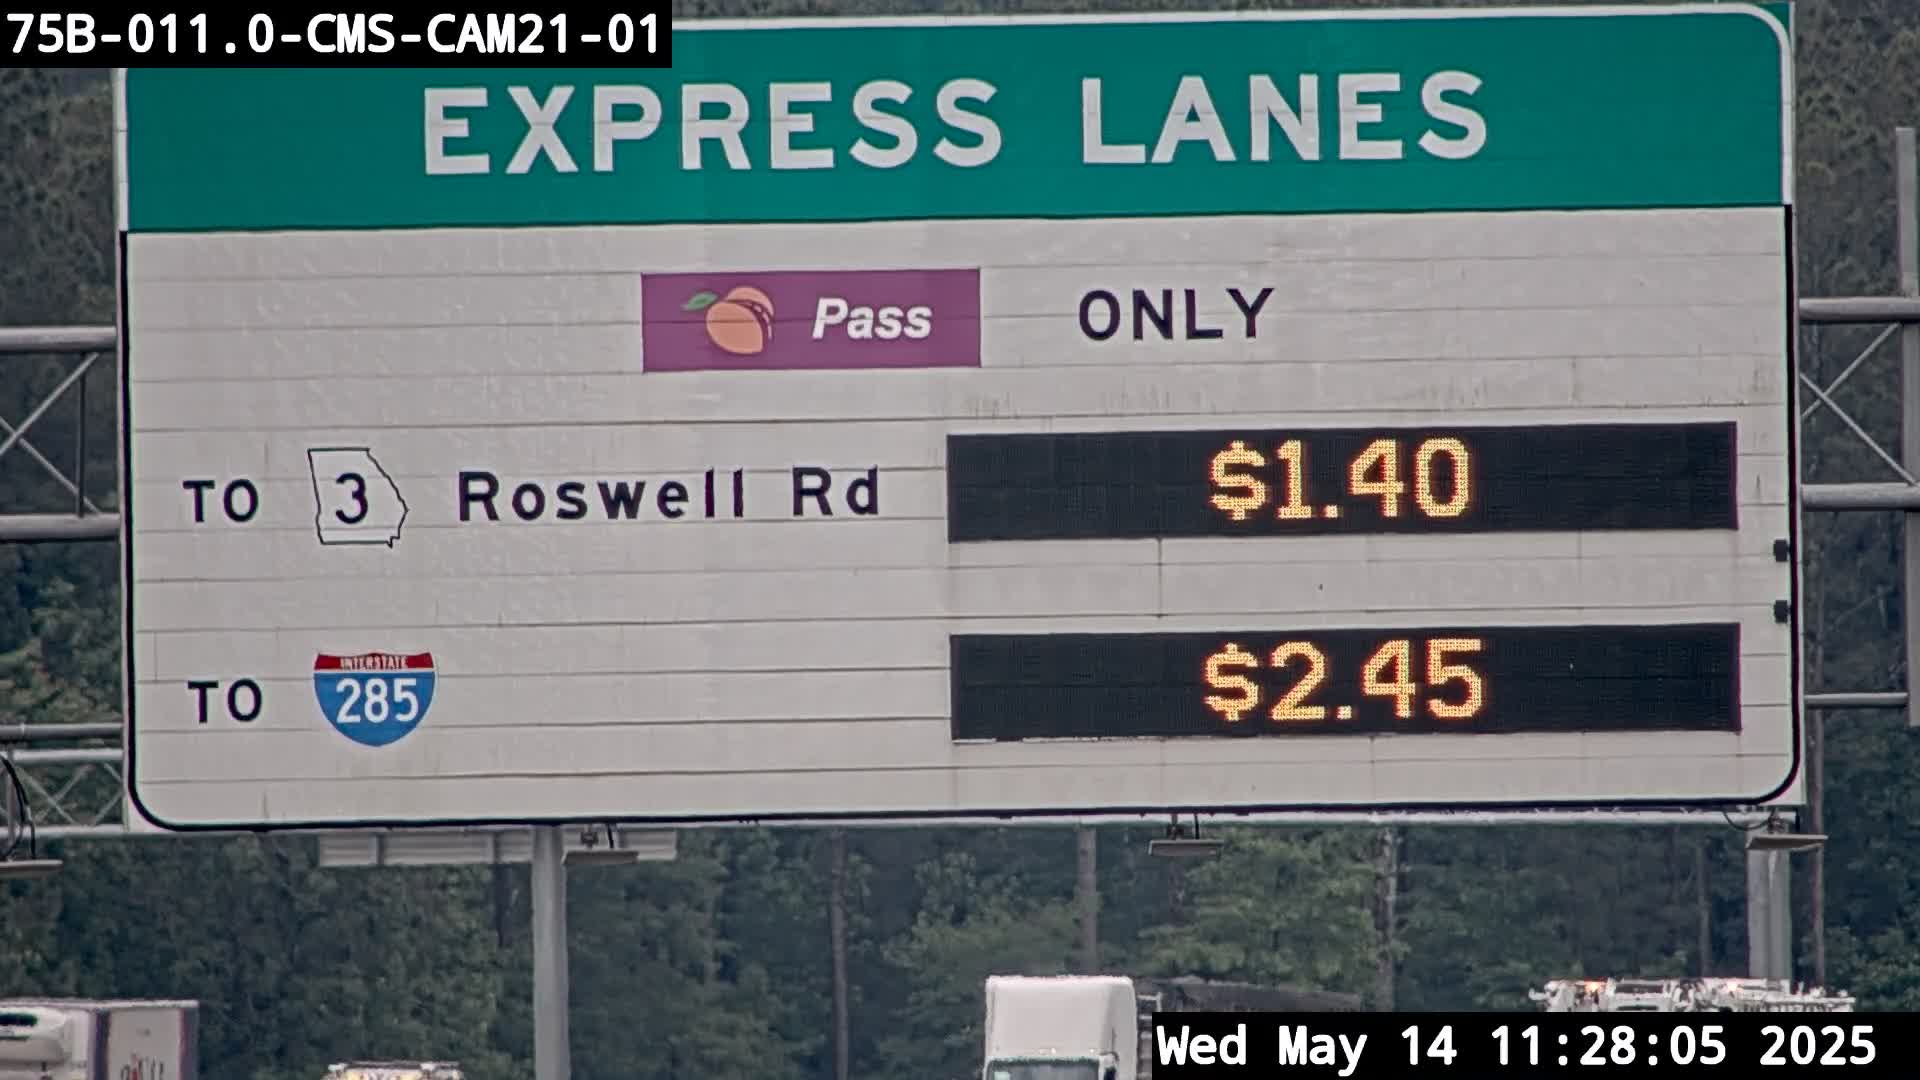 75B-011.0-CMS-CAM21-01
EXPRESS LANES
Pass ONLY
TO 3 Roswell Rd $1.40
INTERSTATE
TO 285 $2.45
Wed May 14 11:28:05 2025